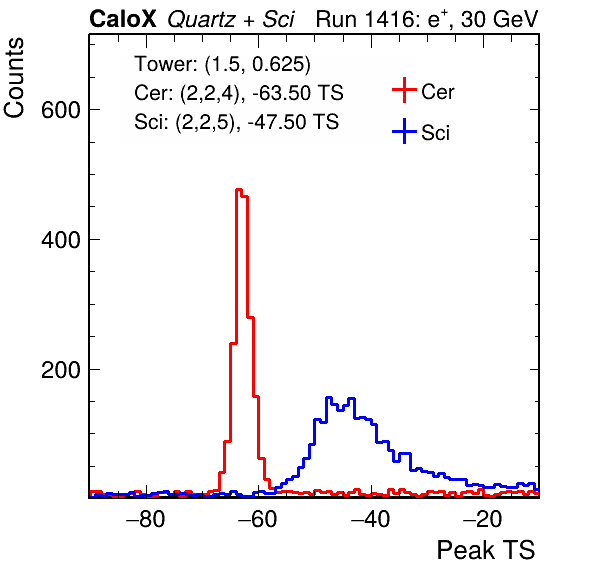 CaloX Quartz + Sci Run 1416: e+, 30 GeV
Counts
Tower: (1.5, 0.625)
Cer: (2,2,4), -63.50 TS
Sci: (2,2,5), -47.50 TS
Cer
Sci
600
400
200
−80 −60 −40 −20
Peak TS